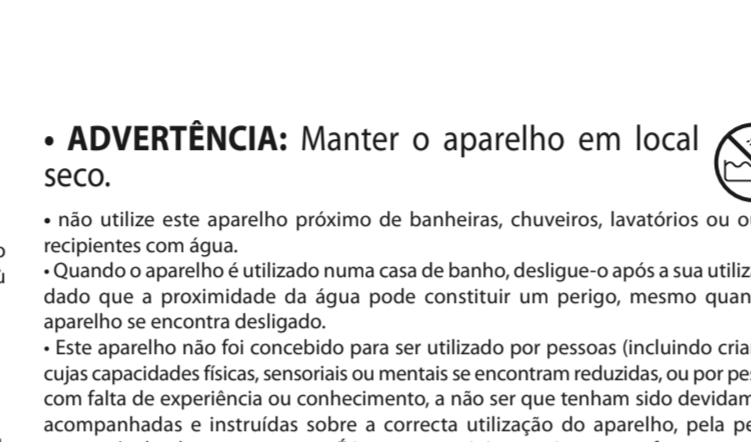 • ADVERTÊNCIA: Manter o aparelho em local
seco.
• não utilize este aparelho próximo de banheiras, chuveiros, lavatórios ou
recipientes com água.
• Quando o aparelho é utilizado numa casa de banho, desligue-o após a sua
dado que a proximidade da água pode constituir um perigo, mesmo
aparelho se encontra desligado.
• Este aparelho não foi concebido para ser utilizado por pessoas (incluindo
cujas capacidades físicas, sensoriais ou mentais se encontram reduzidas, ou por
com falta de experiência ou conhecimento, a não ser que tenham sido
acompanhadas e instruídas sobre a correcta utilização do aparelho, pela